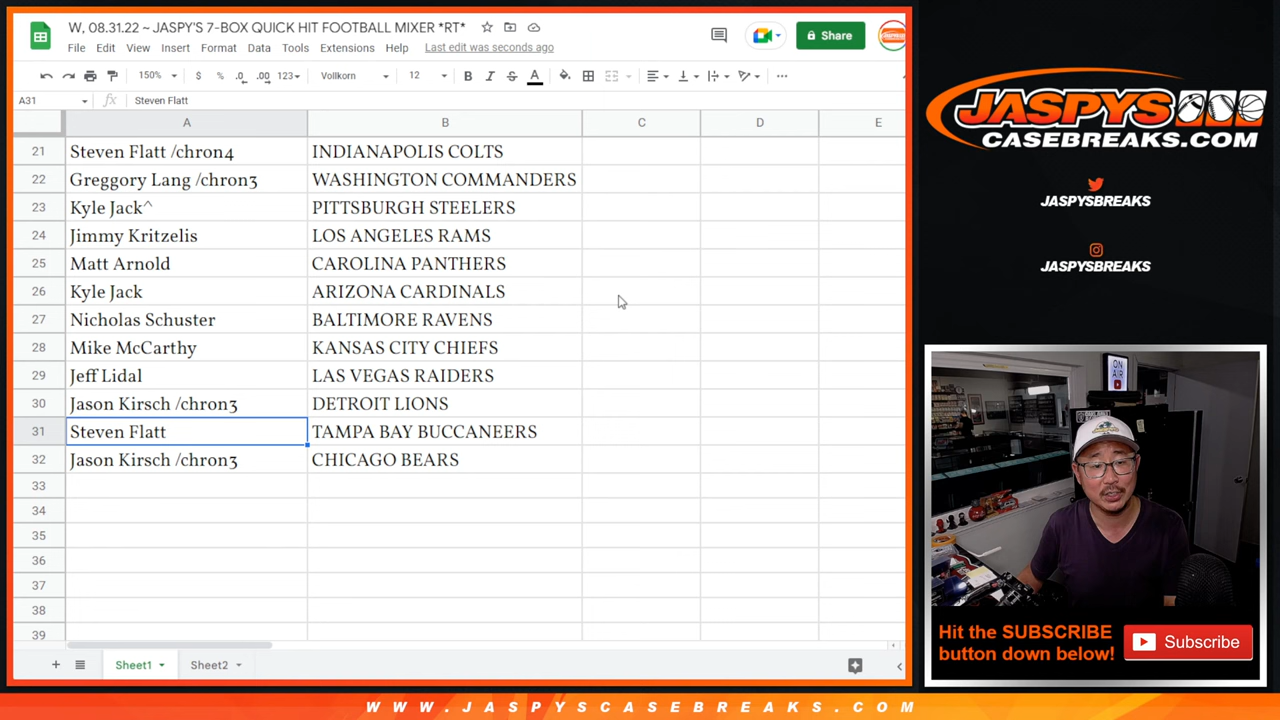 W, 08.31.22 ~ JASPY'S 7-BOX QUICK HIT FOOTBALL MIXER *RT*
File Edit View Insert Format Data Tools Extensions Help Last edit was seconds ago
Share
150% $ % .0 .00 123 Vollkorn 12 B I S A
A31 fx Steven Flatt
A B C D E
21 Steven Flatt /chron4 INDIANAPOLIS COLTS
22 Greggory Lang /chron3 WASHINGTON COMMANDERS
23 Kyle Jack^ PITTSBURGH STEELERS
24 Jimmy Kritzelis LOS ANGELES RAMS
25 Matt Arnold CAROLINA PANTHERS
26 Kyle Jack ARIZONA CARDINALS
27 Nicholas Schuster BALTIMORE RAVENS
28 Mike McCarthy KANSAS CITY CHIEFS
29 Jeff Lidal LAS VEGAS RAIDERS
30 Jason Kirsch /chron3 DETROIT LIONS
31 Steven Flatt TAMPA BAY BUCCANEERS
32 Jason Kirsch /chron3 CHICAGO BEARS
33
34
35
36
37
38
39
Sheet1 Sheet2
JASPYS
CASEBREAKS.COM
JASPYSBREAKS
JASPYSBREAKS
ON
AIR
Hit the SUBSCRIBE
button down below!
Subscribe
WWW.JASPYSCASEBREAKS.COM